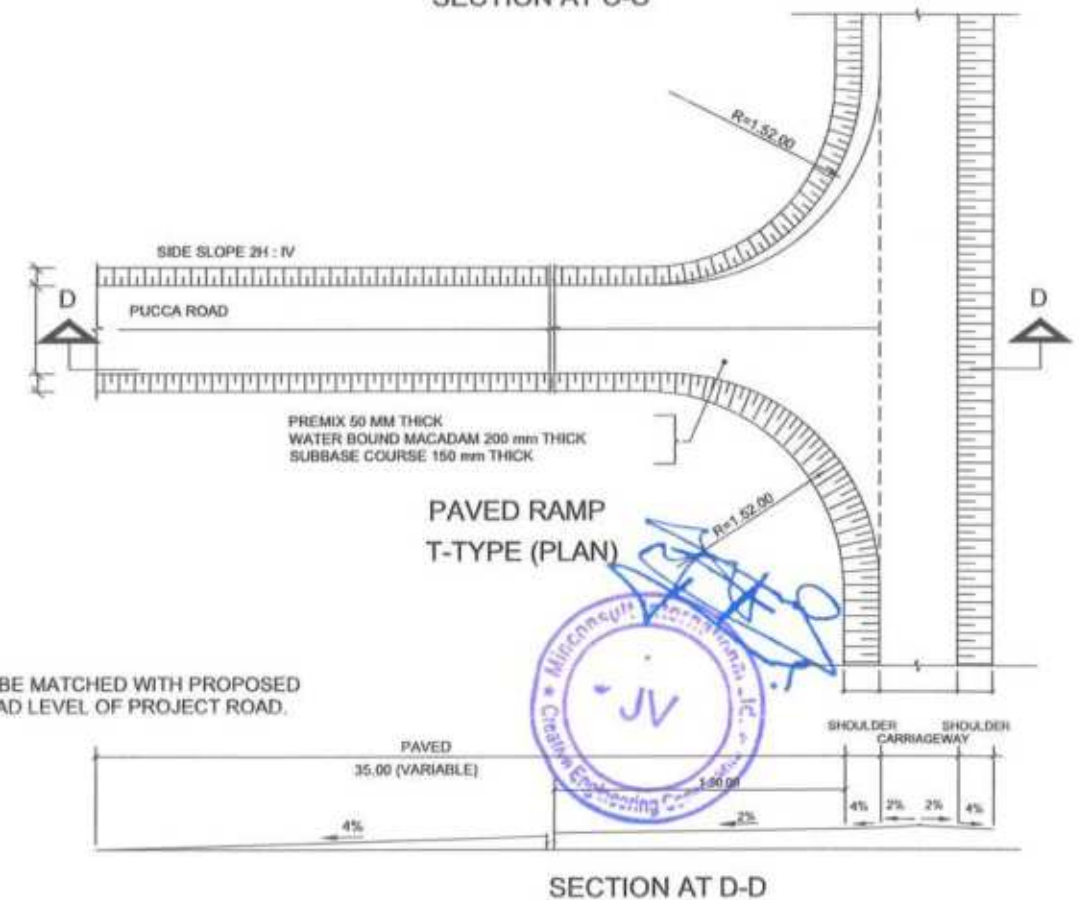 R=1.52.00
SIDE SLOPE 2H : IV
D
PUCCA ROAD
D
PREMIX 50 MM THICK
WATER BOUND MACADAM 200 mm THICK
SUBBASE COURSE 150 mm THICK
PAVED RAMP
T-TYPE (PLAN)
R=1.52.00
BE MATCHED WITH PROPOSED
AD LEVEL OF PROJECT ROAD.
JV
Creative Engineering
SHOULDER SHOULDER
CARRIAGEWAY
PAVED
35.00 (VARIABLE)
4% 2% 2% 4%
4%
2%
SECTION AT D-D